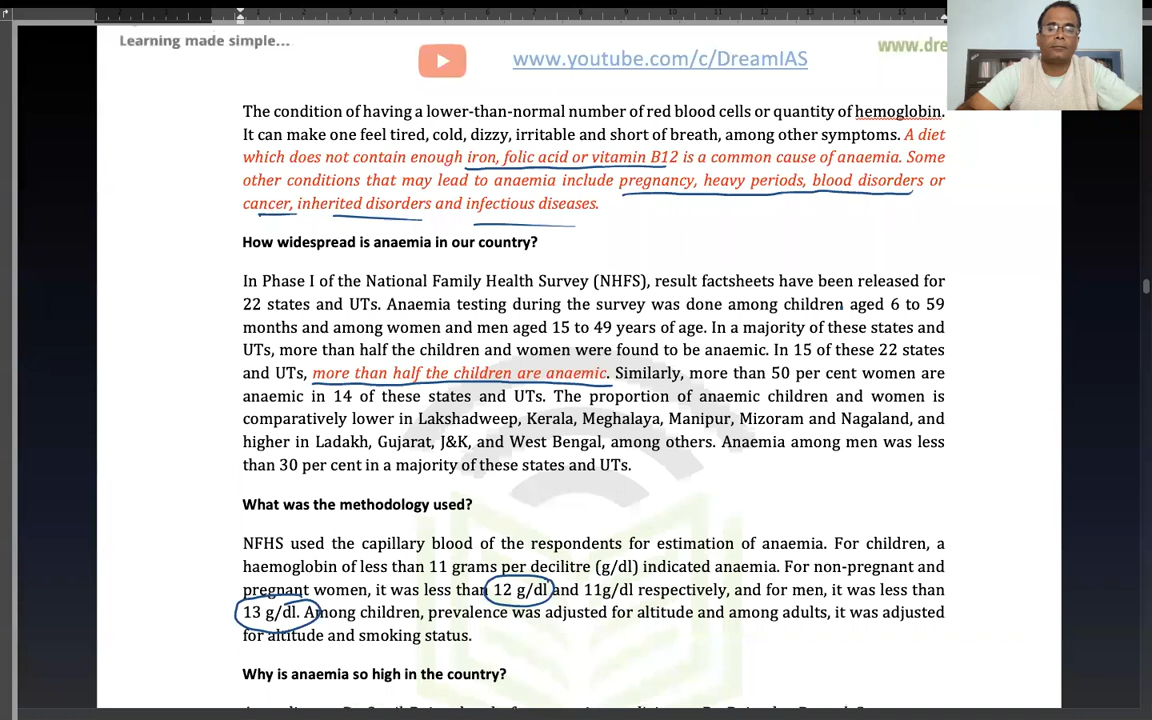 Learning made simple...
www.youtube.com/c/DreamIAS
www.dre
The condition of having a lower-than-normal number of red blood cells or quantity of hemoglobin.
It can make one feel tired, cold, dizzy, irritable and short of breath, among other symptoms. A diet
which does not contain enough iron, folic acid or vitamin B12 is a common cause of anaemia. Some
other conditions that may lead to anaemia include pregnancy, heavy periods, blood disorders or
cancer, inherited disorders and infectious diseases.
How widespread is anaemia in our country?
In Phase I of the National Family Health Survey (NHFS), result factsheets have been released for
22 states and UTs. Anaemia testing during the survey was done among children aged 6 to 59
months and among women and men aged 15 to 49 years of age. In a majority of these states and
UTs, more than half the children and women were found to be anaemic. In 15 of these 22 states
and UTs, more than half the children are anaemic. Similarly, more than 50 per cent women are
anaemic in 14 of these states and UTs. The proportion of anaemic children and women is
comparatively lower in Lakshadweep, Kerala, Meghalaya, Manipur, Mizoram and Nagaland, and
higher in Ladakh, Gujarat, J&K, and West Bengal, among others. Anaemia among men was less
than 30 per cent in a majority of these states and UTs.
What was the methodology used?
NFHS used the capillary blood of the respondents for estimation of anaemia. For children, a
haemoglobin of less than 11 grams per decilitre (g/dl) indicated anaemia. For non-pregnant and
pregnant women, it was less than 12 g/dl and 11g/dl respectively, and for men, it was less than
13 g/dl. Among children, prevalence was adjusted for altitude and among adults, it was adjusted
for altitude and smoking status.
Why is anaemia so high in the country?